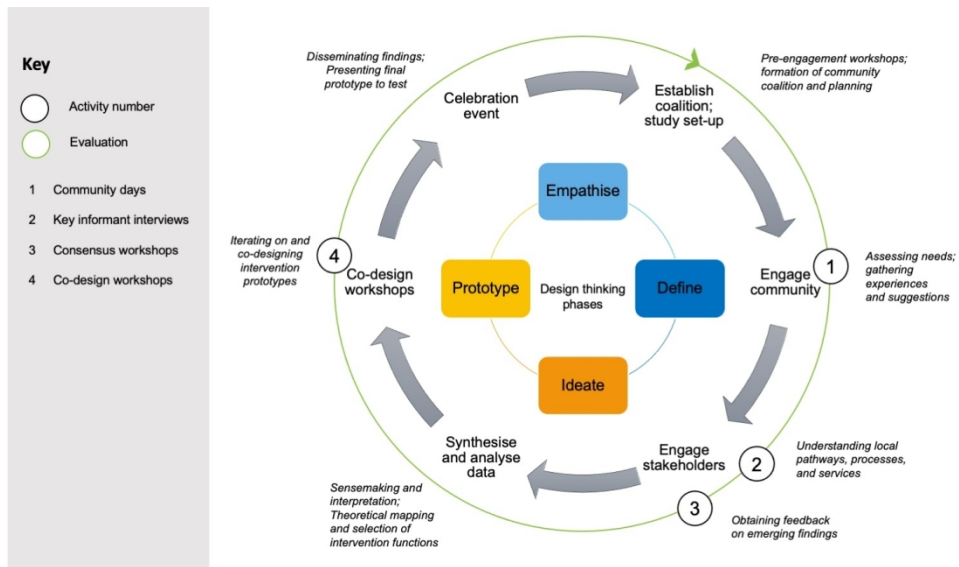 Key
Activity number
Evaluation
1 Community days
2 Key informant interviews
3 Consensus workshops
4 Co-design workshops
Disseminating findings;
Presenting final
prototype to test
Celebration
event
Establish
coalition;
study set-up
Pre-engagement workshops;
formation of community
coalition and planning
Empathise
Iterating on and
co-designing
intervention
prototypes
4
Co-design
workshops
Prototype
Design thinking
phases
Define
Engage
community
1
Assessing needs;
gathering
experiences
and suggestions
Ideate
Synthesise
and analyse
data
Engage
stakeholders
2
Understanding local
pathways, processes,
and services
Sensemaking and
interpretation;
Theoretical mapping
and selection of
intervention functions
3
Obtaining feedback
on emerging findings